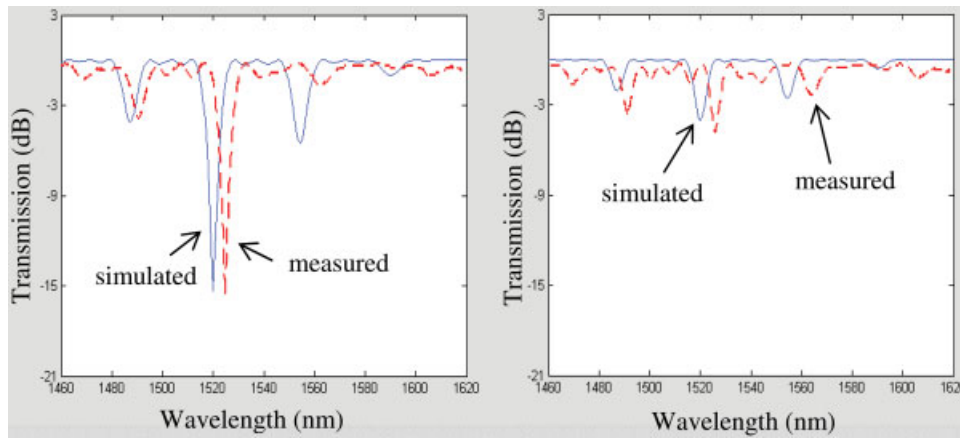 3
-3
-9
-15
-21
Transmission (dB)
simulated
measured
1460 1480 1500 1520 1540 1560 1580 1600 1620
Wavelength (nm)
3
-3
-9
-15
-21
Transmission (dB)
simulated
measured
1460 1480 1500 1520 1540 1560 1580 1600 1620
Wavelength (nm)